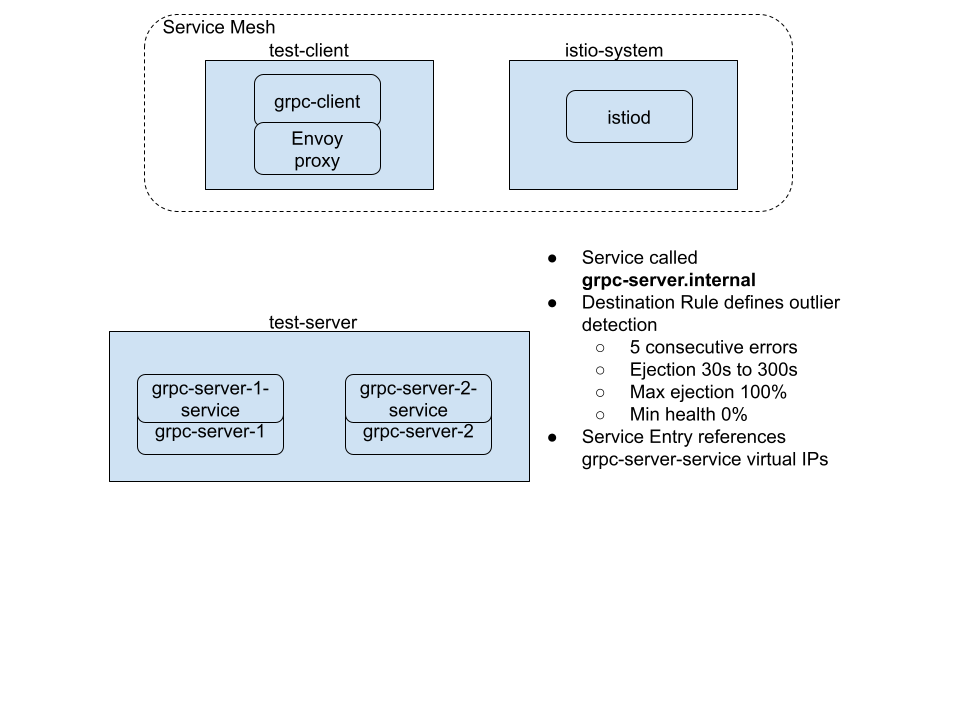 Service Mesh
test-client
istio-system
grpc-client
Envoy
proxy
istiod
● Service called
grpc-server.internal
● Destination Rule defines outlier
detection
○ 5 consecutive errors
○ Ejection 30s to 300s
○ Max ejection 100%
○ Min health 0%
● Service Entry references
grpc-server-service virtual IPs
test-server
grpc-server-1-
service
grpc-server-1
grpc-server-2-
service
grpc-server-2